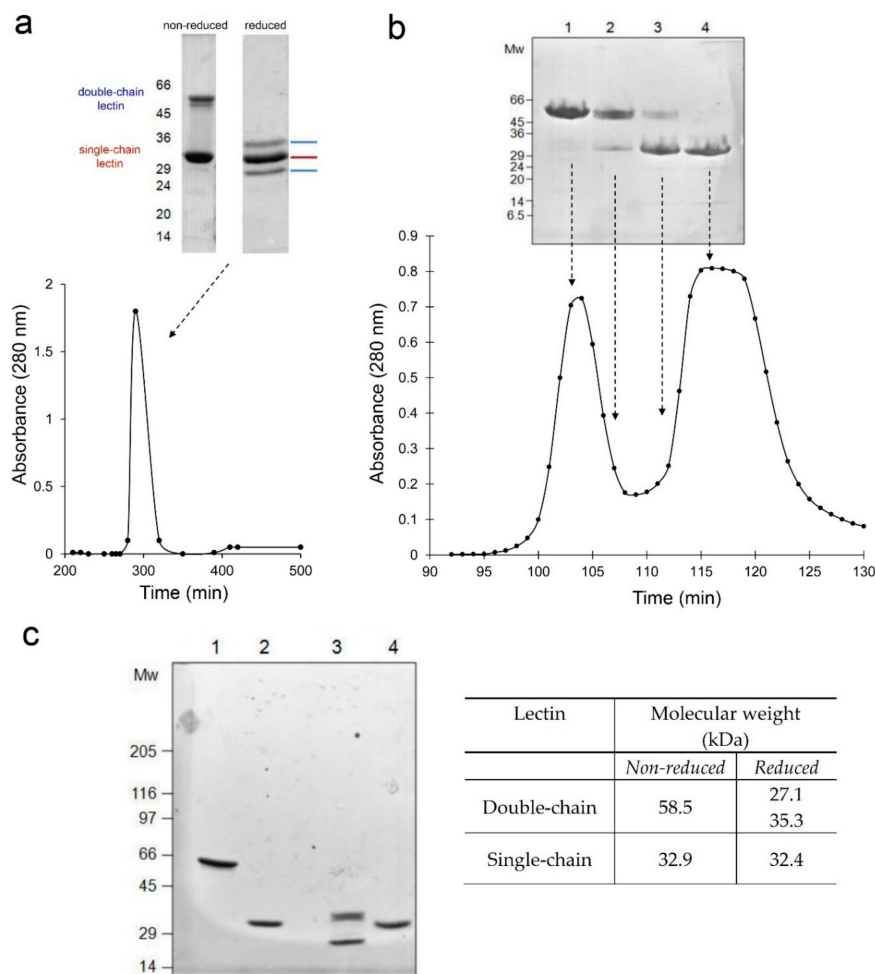 a
non-reduced reduced
double-chain
lectin
single-chain
lectin
66
45
36
29
24
20
14
Absorbance (280 nm)
2
1.5
1
0.5
0
200 300 400 500
Time (min)
b
1 2 3 4
Mw
66
45
36
29
24
20
14
6.5
Absorbance (280 nm)
0.9
0.8
0.7
0.6
0.5
0.4
0.3
0.2
0.1
0
90 95 100 105 110 115 120 125 130
Time (min)
c
1 2 3 4
Mw
205
116
97
66
45
29
14
Lectin Molecular weight
(kDa)
Non-reduced Reduced
Double-chain 58.5 27.1
35.3
Single-chain 32.9 32.4